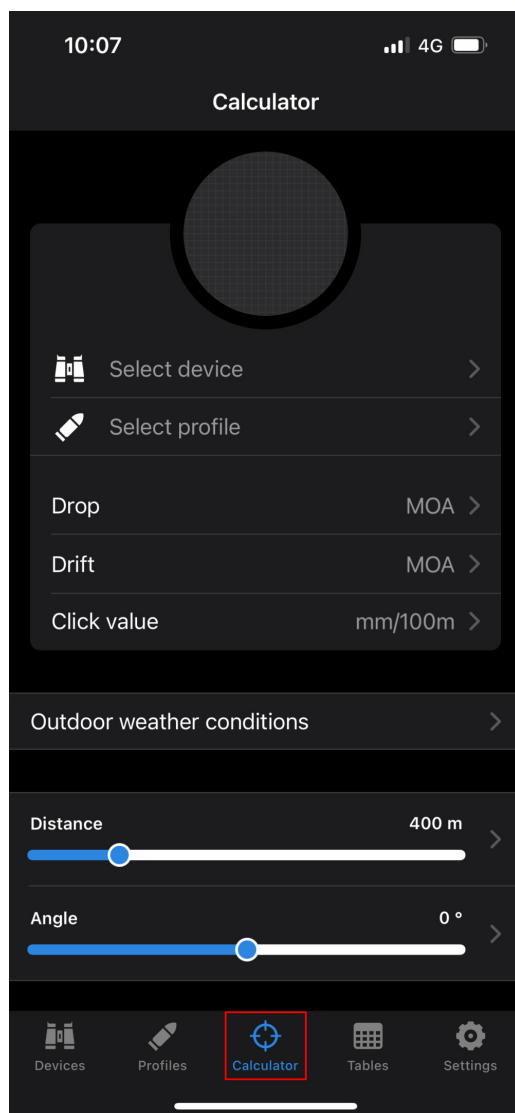 10:07 4G
Calculator
Select device
Select profile
Drop MOA
Drift MOA
Click value mm/100m
Outdoor weather conditions
Distance 400 m
Angle 0 °
Devices Profiles Calculator Tables Settings